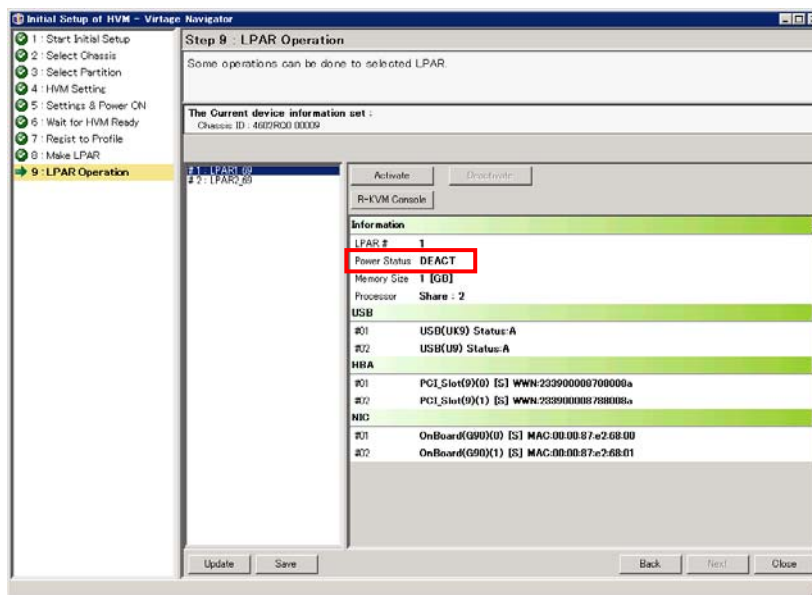 Initial Setup of HVM - Virtage Navigator
1 : Start Initial Setup
2 : Select Chassis
3 : Select Partition
4 : HVM Setting
5 : Settings & Power ON
6 : Wait for HVM Ready
7 : Regist to Profile
8 : Make LPAR
9 : LPAR Operation
Step 9 : LPAR Operation
Some operations can be done to selected LPAR.
The Current device information set :
Chassis ID : 4602RQ0 00009
# 1 : LPAR1_69
# 2 : LPAR2_69
Activate Deactivate
R-KVM Console
Information
LPAR # 1
Power Status DEACT
Memory Size 1 [GB]
Processor Share : 2
USB
#01 USB(UK9) Status:A
#02 USB(U9) Status:A
HBA
#01 PCI_Slot(9)(0) [S] WWN:233900008700008a
#02 PCI_Slot(9)(1) [S] WWN:233900008788008a
NIC
#01 OnBoard(G90)(0) [S] MAC:00:00:87:e2:68:00
#02 OnBoard(G90)(1) [S] MAC:00:00:87:e2:68:01
Update Save Back Next Close